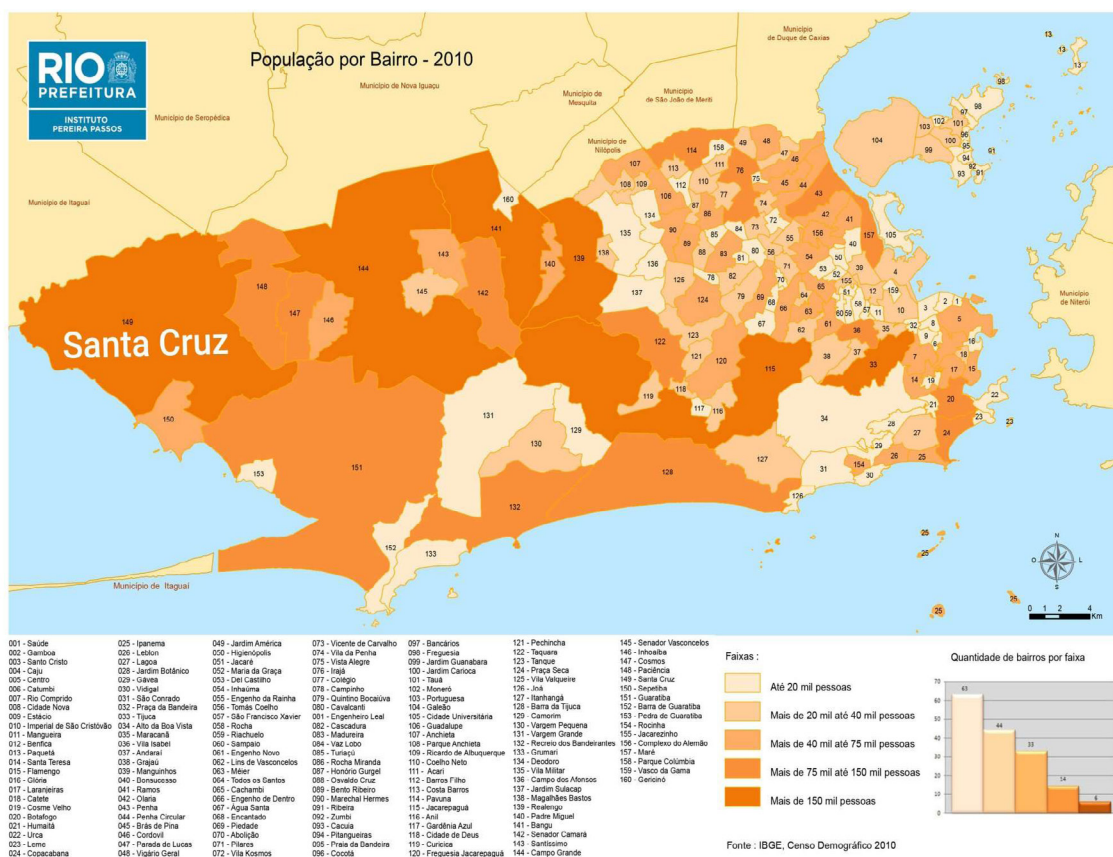 RIO
PREFEITURA
INSTITUTO
PEREIRA PASSOS
População por Bairro - 2010
Município de Seropédica
Município de Nova Iguaçu
Município de
Mesquita
Município
de São João de Meriti
Município
de Duque de Caxias
Município de
Nilópolis
Município de Itaguaí
Município
de Niterói
Santa Cruz
Município de Itaguaí
N
O
L
S
0 1 2 4
Km
001 - Saúde
002 - Gamboa
003 - Santo Cristo
004 - Caju
005 - Centro
006 - Catumbi
007 - Rio Comprido
008 - Cidade Nova
009 - Estácio
010 - Imperial de São Cristóvão
011 - Mangueira
012 - Benfica
013 - Paquetá
014 - Santa Teresa
015 - Flamengo
016 - Glória
017 - Laranjeiras
018 - Catete
019 - Cosme Velho
020 - Botafogo
021 - Humaitá
022 - Urca
023 - Leme
024 - Copacabana
025 - Ipanema
026 - Leblon
027 - Lagoa
028 - Jardim Botânico
029 - Gávea
030 - Vidigal
031 - São Conrado
032 - Praça da Bandeira
033 - Tijuca
034 - Alto da Boa Vista
035 - Maracanã
036 - Vila Isabel
037 - Andaraí
038 - Grajaú
039 - Manguinhos
040 - Bonsucesso
041 - Ramos
042 - Olaria
043 - Penha
044 - Penha Circular
045 - Brás de Pina
046 - Cordovil
047 - Parada de Lucas
048 - Vigário Geral
049 - Jardim América
050 - Higienópolis
051 - Jacaré
052 - Maria da Graça
053 - Del Castilho
054 - Inhaúma
055 - Engenho da Rainha
056 - Tomás Coelho
057 - São Francisco Xavier
058 - Rocha
059 - Riachuelo
060 - Sampaio
061 - Engenho Novo
062 - Lins de Vasconcelos
063 - Méier
064 - Todos os Santos
065 - Cachambi
066 - Engenho de Dentro
067 - Água Santa
068 - Encantado
069 - Piedade
070 - Abolição
071 - Pilares
072 - Vila Kosmos
073 - Vicente de Carvalho
074 - Vila da Penha
075 - Vista Alegre
076 - Irajá
077 - Colégio
078 - Campinho
079 - Quintino Bocaiúva
080 - Cavalcanti
081 - Engenheiro Leal
082 - Cascadura
083 - Madureira
084 - Vaz Lobo
085 - Turiaçú
086 - Rocha Miranda
087 - Honório Gurgel
088 - Osvaldo Cruz
089 - Bento Ribeiro
090 - Marechal Hermes
091 - Ribeira
092 - Zumbi
093 - Cacuia
094 - Pitangueiras
095 - Praia da Bandeira
096 - Cocotá
097 - Bancários
098 - Freguesia
099 - Jardim Guanabara
100 - Jardim Carioca
101 - Tauá
102 - Moneró
103 - Portuguesa
104 - Galeão
105 - Cidade Universitária
106 - Guadalupe
107 - Anchieta
108 - Parque Anchieta
109 - Ricardo de Albuquerque
110 - Coelho Neto
111 - Acari
112 - Barros Filho
113 - Costa Barros
114 - Pavuna
115 - Jacarepaguá
116 - Anil
117 - Gardênia Azul
118 - Cidade de Deus
119 - Curicica
120 - Freguesia Jacarepaguá
121 - Pechincha
122 - Taquara
123 - Tanque
124 - Praça Seca
125 - Vila Valqueire
126 - Joá
127 - Itanhangá
128 - Barra da Tijuca
129 - Camorim
130 - Vargem Pequena
131 - Vargem Grande
132 - Recreio dos Bandeirantes
133 - Grumari
134 - Deodoro
135 - Vila Militar
136 - Campo dos Afonsos
137 - Jardim Sulacap
138 - Magalhães Bastos
139 - Realengo
140 - Padre Miguel
141 - Bangu
142 - Senador Camará
143 - Santíssimo
144 - Campo Grande
145 - Senador Vasconcelos
146 - Inhoaíba
147 - Cosmos
148 - Paciência
149 - Santa Cruz
150 - Sepetiba
151 - Guaratiba
152 - Barra de Guaratiba
153 - Pedra de Guaratiba
154 - Rocinha
155 - Jacarezinho
156 - Complexo do Alemão
157 - Maré
158 - Parque Colúmbia
159 - Vasco da Gama
160 - Gericinó
Faixas :
Até 20 mil pessoas
Mais de 20 mil até 40 mil pessoas
Mais de 40 até 75 mil pessoas
Mais de 75 mil até 150 mil pessoas
Mais de 150 mil pessoas
Quantidade de bairros por faixa
70
60
50
40
30
20
10
0
63
44
33
14
6
Fonte : IBGE, Censo Demográfico 2010